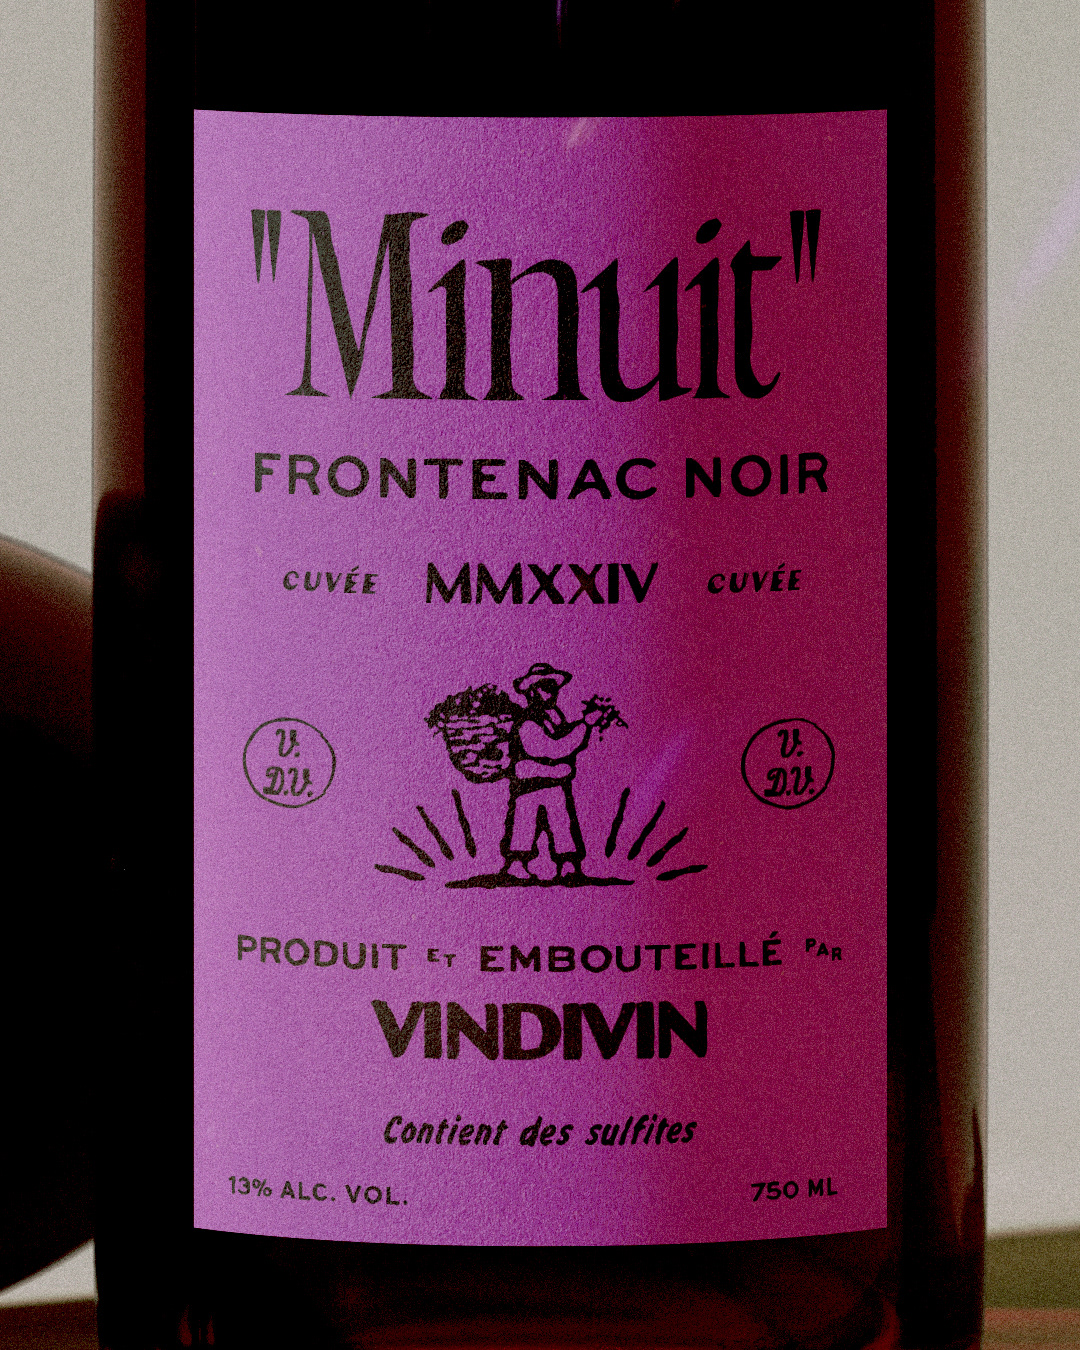 "Minuit"
FRONTENAC NOIR
CUVÉE MMXXIV CUVÉE
V.
D.V.
V.
D.V.
PRODUIT ET EMBOUTEILLÉ PAR
VINDIVIN
Contient des sulfites
13% ALC. VOL. 750 ML